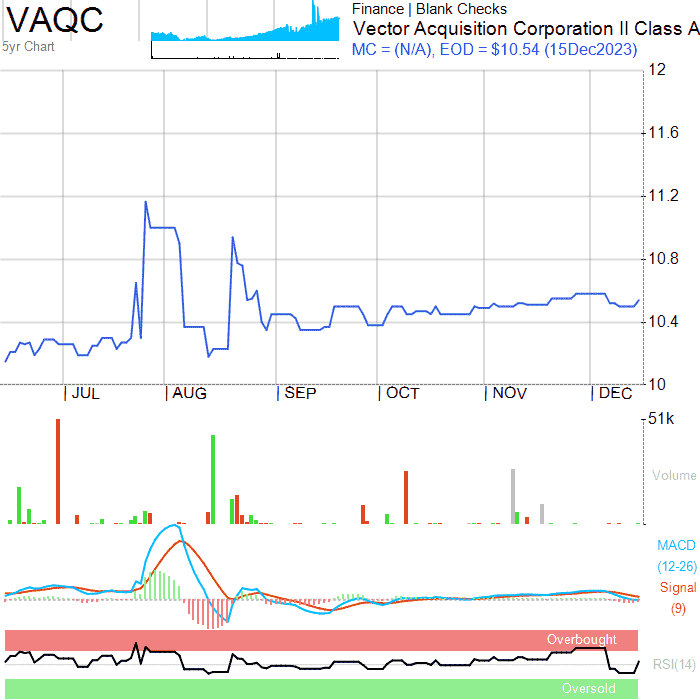 VAQC
5yr Chart
Finance | Blank Checks
Vector Acquisition Corporation II Class A
MC = (N/A), EOD = $10.54 (15Dec2023)
12
11.6
11.2
10.8
10.4
10
| JUL
| AUG
| SEP
| OCT
| NOV
| DEC
51k
Volume
MACD
(12-26)
Signal
(9)
Overbought
RSI(14)
Oversold